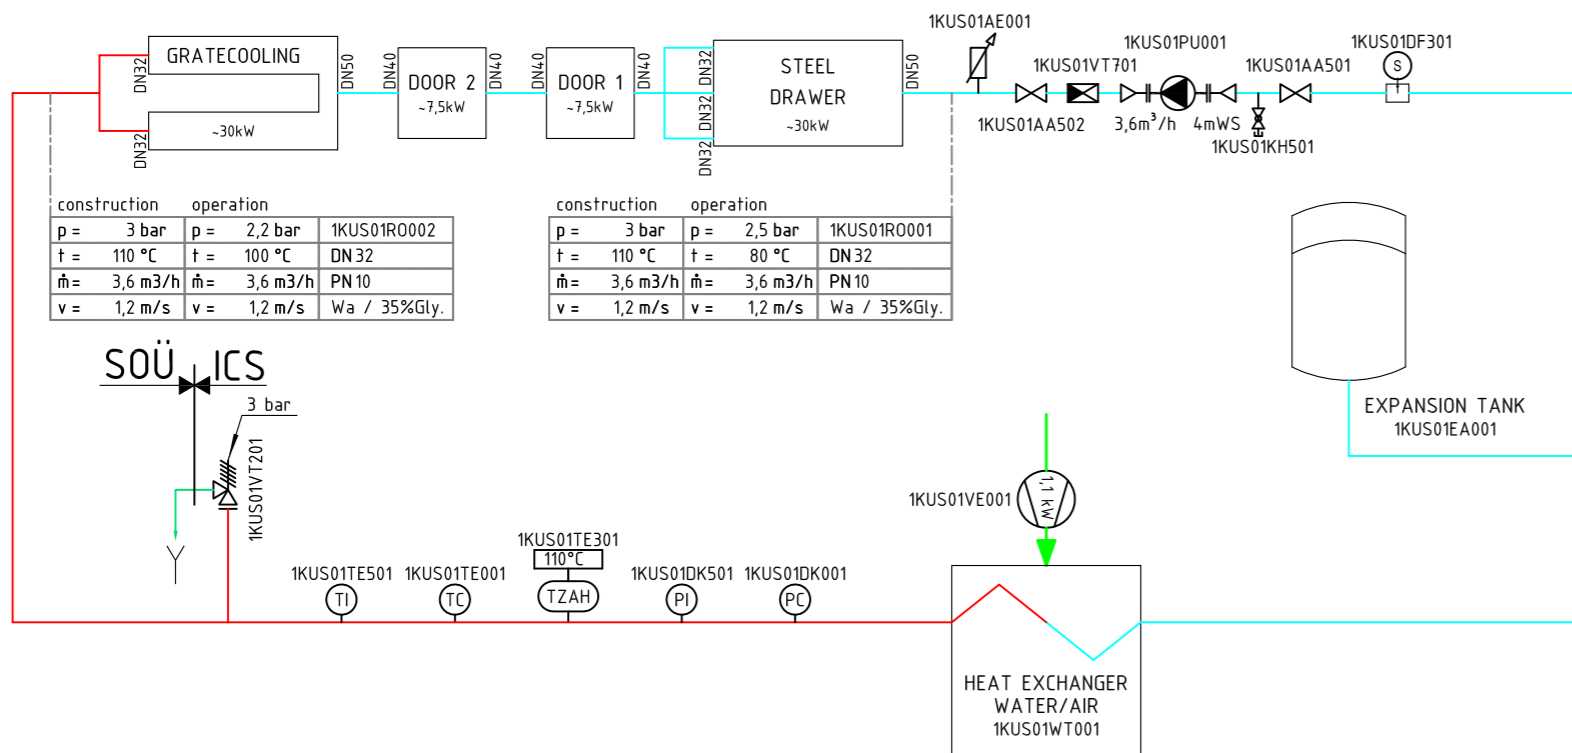 GRATECOOLING
~30kW
DN32
DN32
DN50
DN40
DOOR 2
~7,5kW
DN40
DN40
DOOR 1
~7,5kW
DN40
DN32
DN32
DN32
STEEL
DRAWER
~30kW
DN50
1KUS01AE001
1KUS01AA502
1KUS01VT701
1KUS01PU001
3,6m³/h
4mWS
1KUS01KH501
1KUS01AA501
1KUS01DF301
S
construction operation
p = 3 bar p = 2,2 bar 1KUS01RO002
t = 110 °C t = 100 °C DN 32
ṁ= 3,6 m3/h ṁ= 3,6 m3/h PN 10
v = 1,2 m/s v = 1,2 m/s Wa / 35%Gly.
construction operation
p = 3 bar p = 2,5 bar 1KUS01RO001
t = 110 °C t = 80 °C DN 32
ṁ= 3,6 m3/h ṁ= 3,6 m3/h PN 10
v = 1,2 m/s v = 1,2 m/s Wa / 35%Gly.
SOÜ ICS
3 bar
1KUS01VT201
EXPANSION TANK
1KUS01EA001
1KUS01VE001
1,1 kW
1KUS01TE501
TI
1KUS01TE001
TC
1KUS01TE301
110°C
TZAH
1KUS01DK501
PI
1KUS01DK001
PC
HEAT EXCHANGER
WATER/AIR
1KUS01WT001